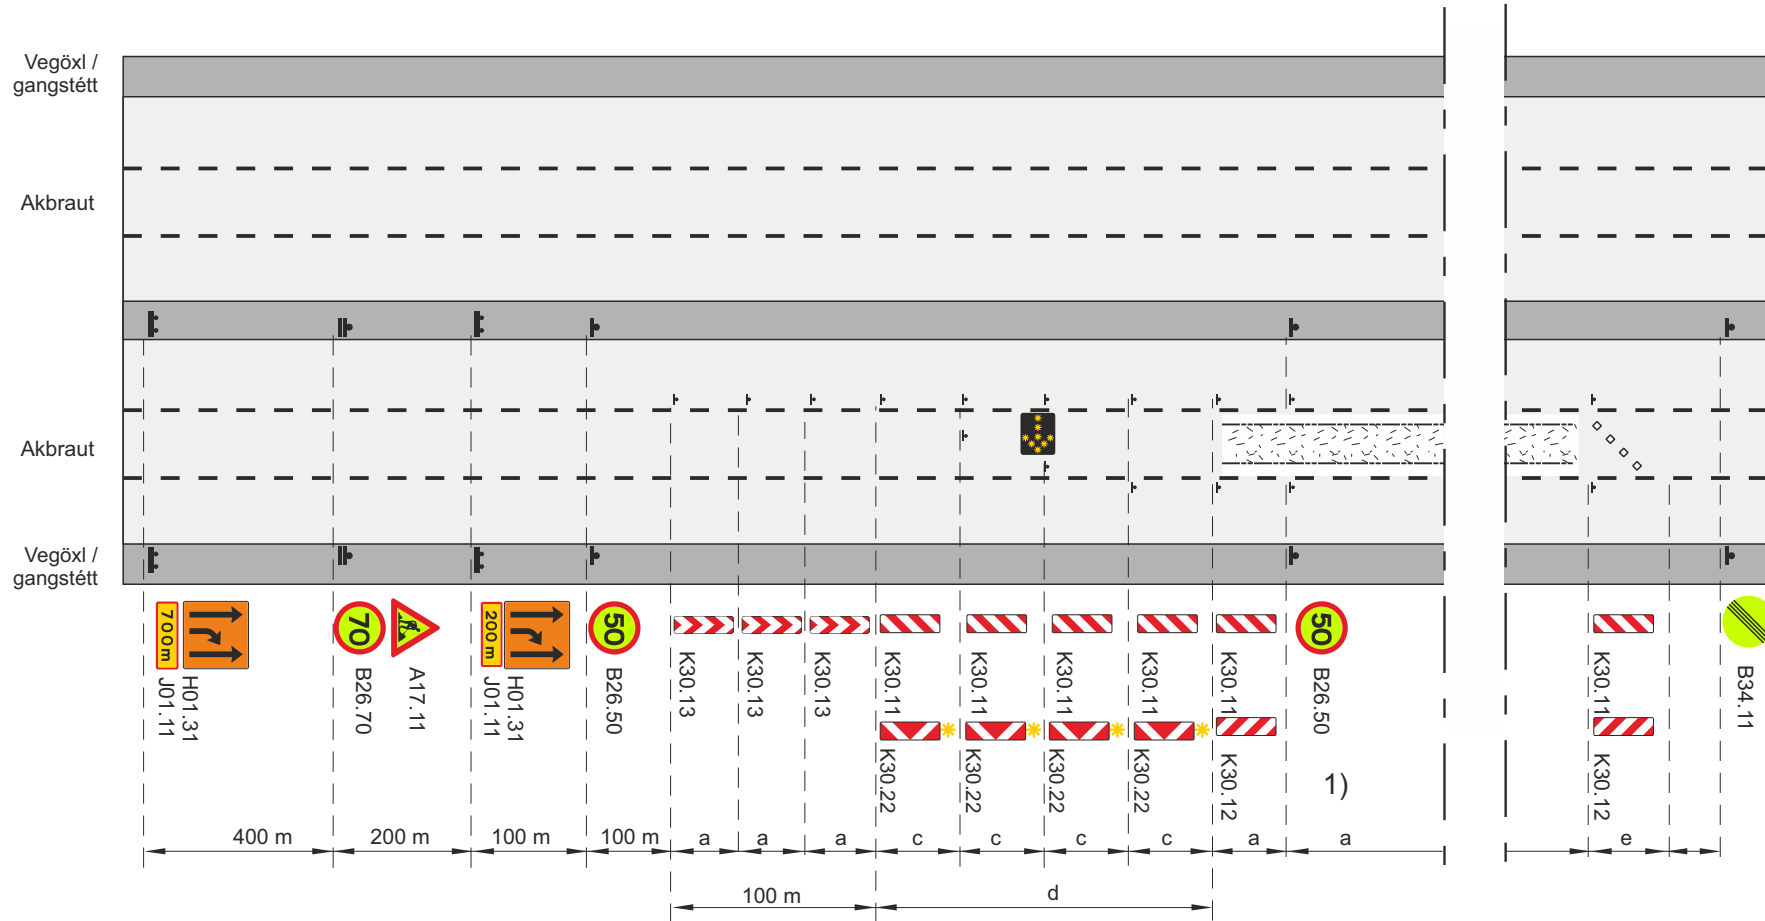 Vegöxl /
gangstétt
Akbraut
Akbraut
Vegöxl /
gangstétt
700m
70
200m
50
50
J01.11
H01.31
B26.70
A17.11
J01.11
H01.31
B26.50
K30.13
K30.13
K30.13
K30.11
K30.11
K30.11
K30.11
K30.11
B26.50
K30.11
B34.11
K30.22
K30.22
K30.22
K30.22
K30.12
1)
K30.12
400 m
200 m
100 m
100 m
a
a
a
c
c
c
c
a
a
e
100 m
d